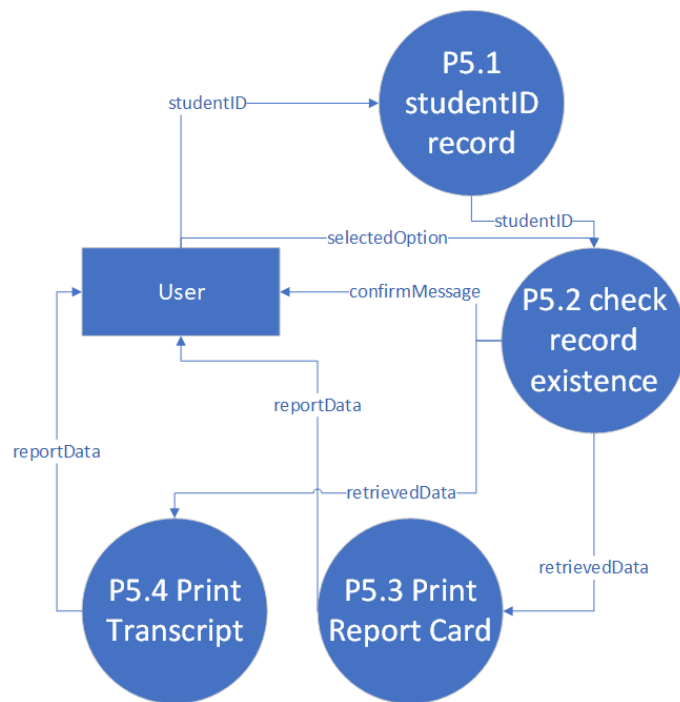 P5.1
studentID
record
studentID
studentID
selectedOption
User
confirmMessage
P5.2 check
record
existence
reportData
reportData
retrievedData
retrievedData
P5.4 Print
Transcript
P5.3 Print
Report Card